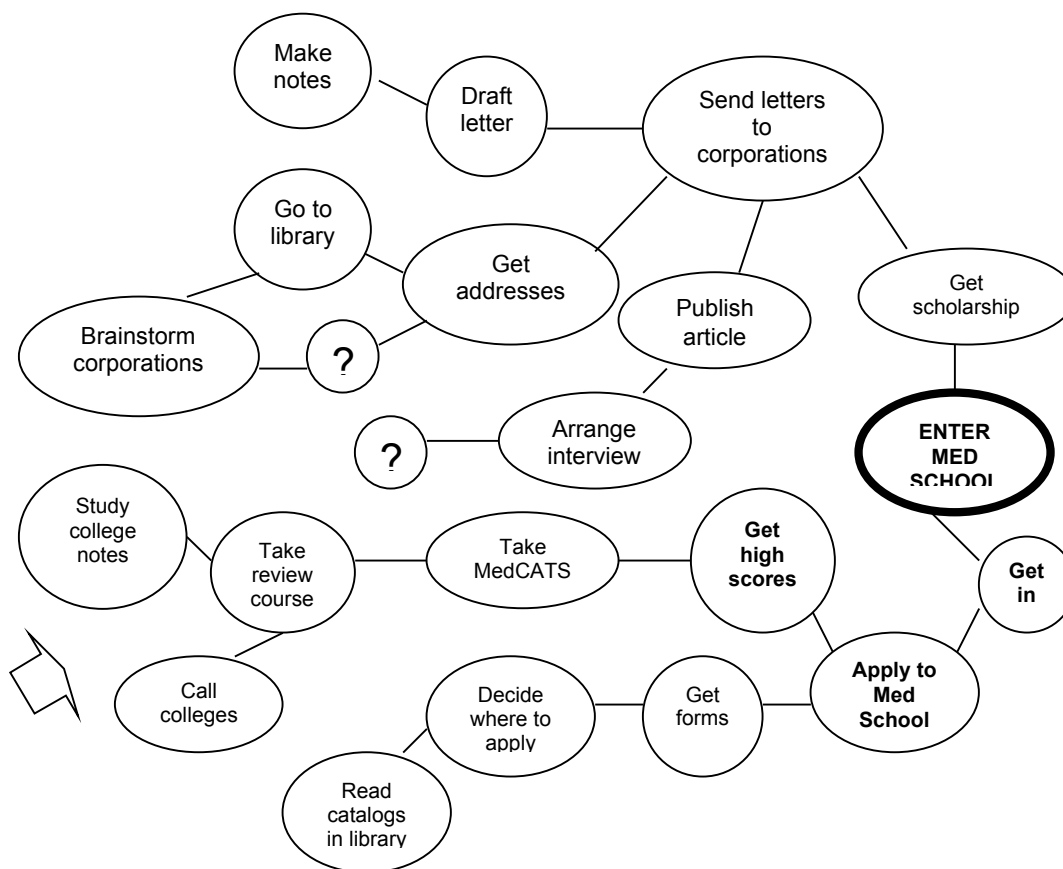 Make
notes
Draft
letter
Send letters
to
corporations
Go to
library
Get
addresses
Get
scholarship
Publish
article
Brainstorm
corporations
?
Arrange
interview
?
ENTER
MED
SCHOOL
Study
college
notes
Take
review
course
Take
MedCATS
Get
high
scores
Get
in
Call
colleges
Decide
where to
apply
Get
forms
Apply to
Med
School
Read
catalogs
in library